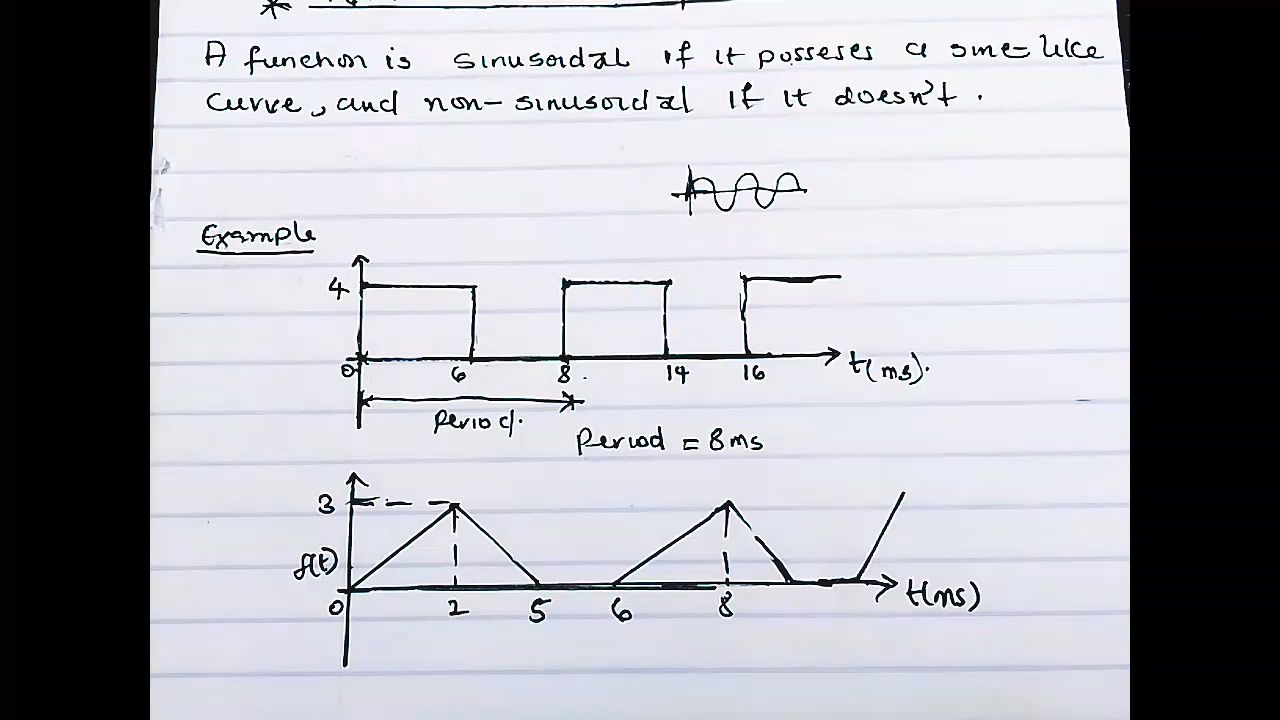 A function is sinusoidal if it posseses a sine-like
curve, and non-sinusoidal if it doesn't.
Example
4
0 6 8 14 16 t(ms).
Period.
Period = 8ms
3
f(t)
0 2 5 6 8 t(ms)